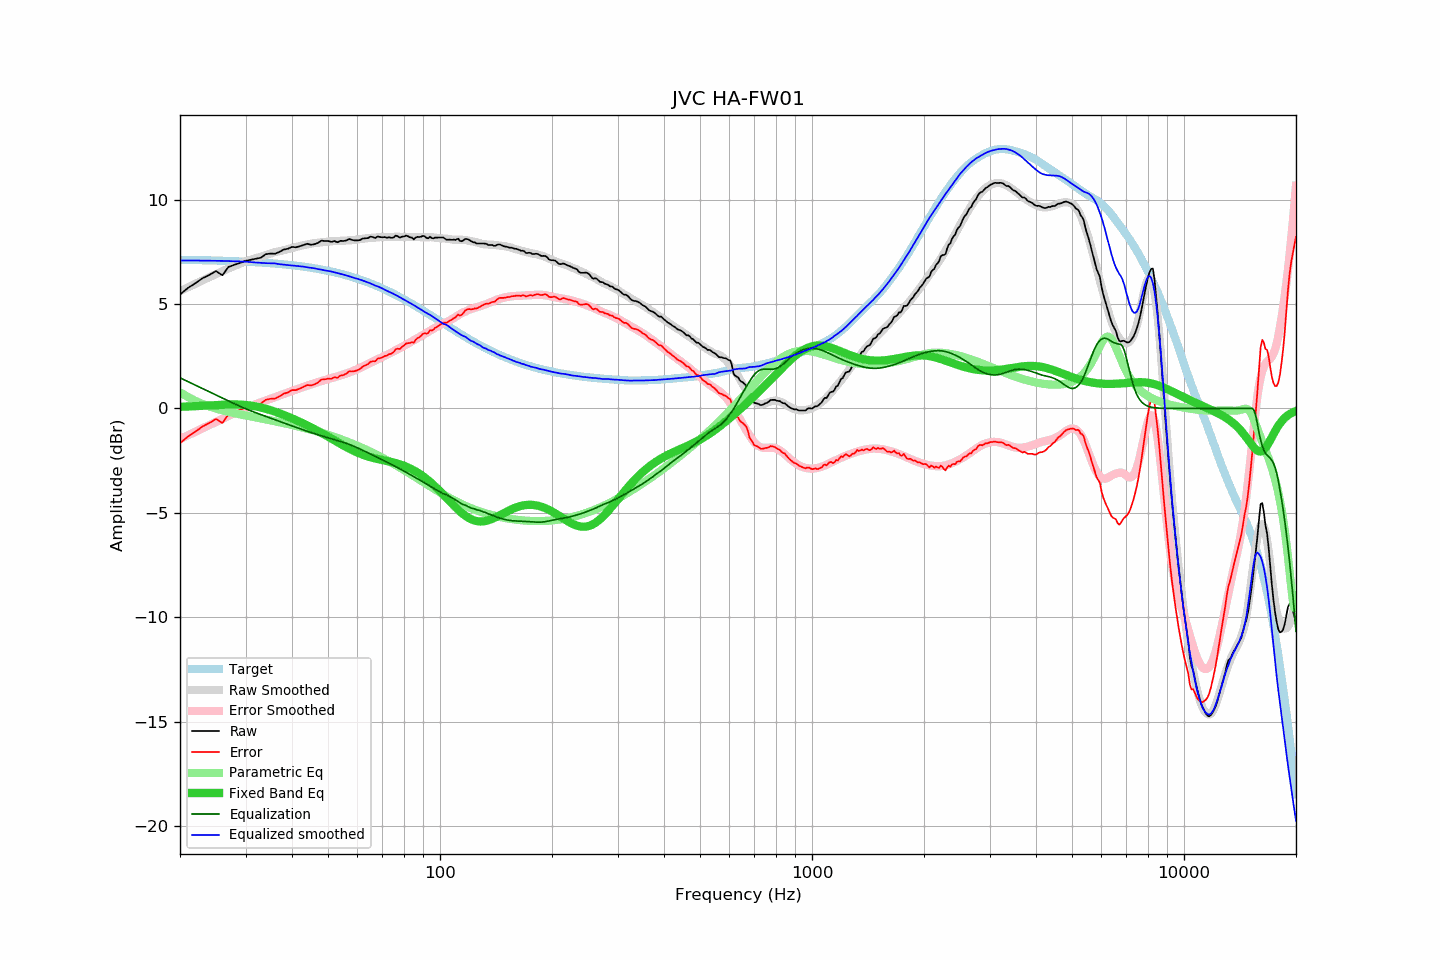 JVC HA-FW01
Amplitude (dBr)
10
5
0
−5
−10
−15
−20
Target
Raw Smoothed
Error Smoothed
Raw
Error
Parametric Eq
Fixed Band Eq
Equalization
Equalized smoothed
100
1000
10000
Frequency (Hz)